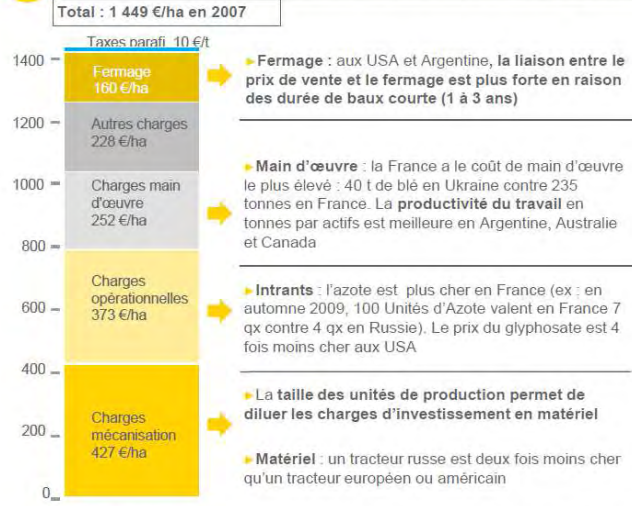 Total : 1 449 €/ha en 2007
Taxes parafi 10 €/t
1400
Fermage
160 €/ha
►Fermage : aux USA et Argentine, la liaison entre le
prix de vente et le fermage est plus forte en raison
des durée de baux courte (1 à 3 ans)
1200
Autres charges
228 €/ha
1000
Charges main
d'œuvre
252 €/ha
►Main d'œuvre : la France a le coût de main d'œuvre
le plus élevé : 40 t de blé en Ukraine contre 235
tonnes en France. La productivité du travail en
tonnes par actifs est meilleure en Argentine, Australie
et Canada
800
Charges
opérationnelles
373 €/ha
►Intrants : l'azote est plus cher en France (ex : en
automne 2009, 100 Unités d'Azote valent en France 7
qx contre 4 qx en Russie). Le prix du glyphosate est 4
fois moins cher aux USA
600
400
Charges
mécanisation
427 €/ha
►La taille des unités de production permet de
diluer les charges d'investissement en matériel
200
►Matériel : un tracteur russe est deux fois moins cher
qu'un tracteur européen ou américain
0